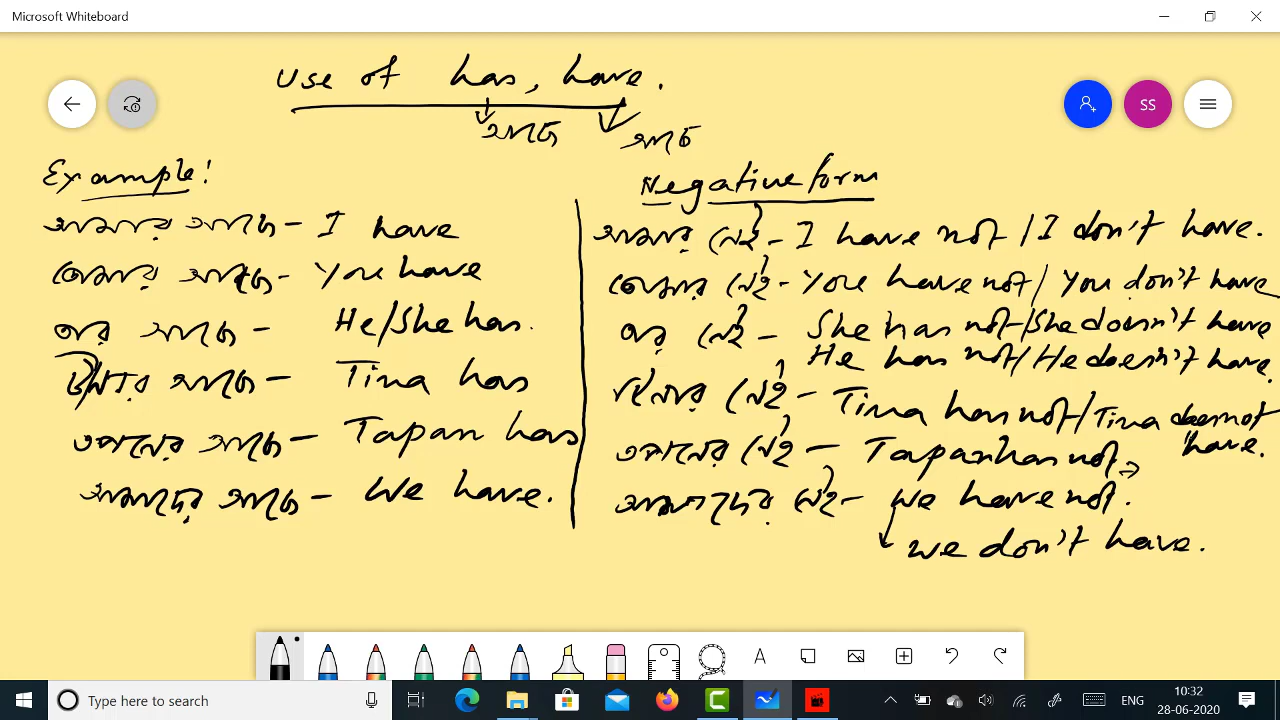 Microsoft Whiteboard
Use of has, have.
আছে আছে
SS
Example:
আমার আছে - I have
তোমার আছে - You have
ওর আছে - He/She has.
টিনার আছে - Tina has
তপনের আছে - Tapan has
আমাদের আছে - We have.
Negative form
আমার নেই - I have not / I don't have.
তোমার নেই - You have not / You don't have
ওর নেই - She has not/She doesn't have
He has not/He doesn't have.
টিনার নেই - Tina has not/Tina does not have.
তপনের নেই - Tapan has not →
আমাদের নেই - we have not.
we don't have.
A
Type here to search
ENG
10:32
28-06-2020